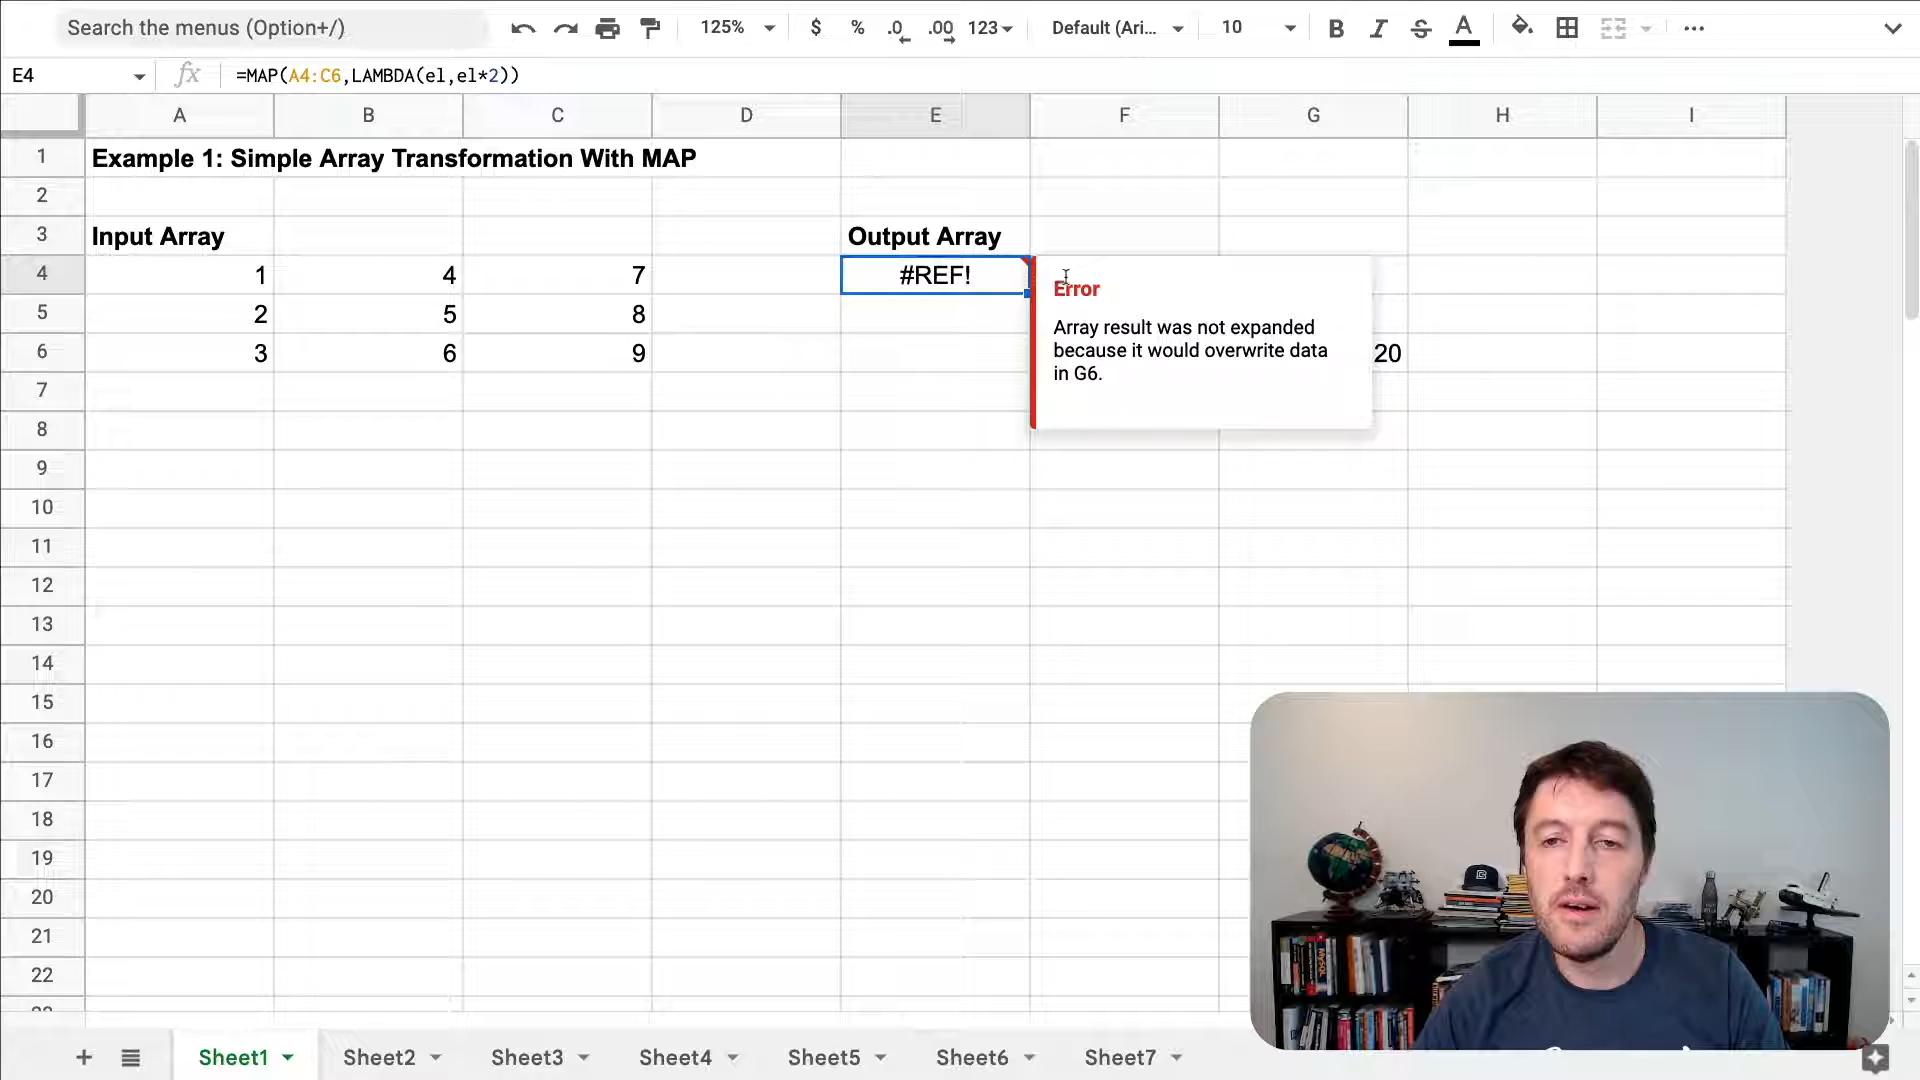 Search the menus (Option+/) 125% $ % .0 .00 123 Default (Ari... 10 B I S A
E4 fx =MAP(A4:C6,LAMBDA(el,el*2))
A B C D E F G H I
1 Example 1: Simple Array Transformation With MAP
2
3 Input Array Output Array
4 1 4 7 #REF!
5 2 5 8
6 3 6 9 20
Error
Array result was not expanded
because it would overwrite data
in G6.
7
8
9
10
11
12
13
14
15
16
17
18
19
20
21
22
MySQL
Sheet1 Sheet2 Sheet3 Sheet4 Sheet5 Sheet6 Sheet7